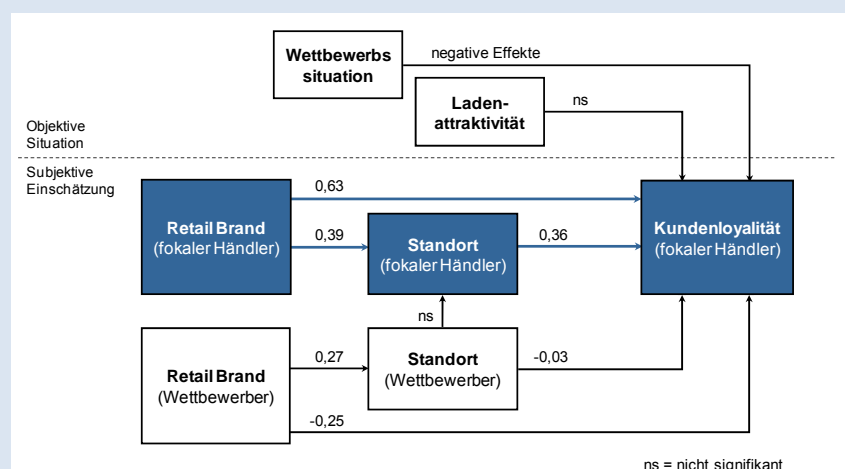 Wettbewerbs
situation
negative Effekte
Laden-
attraktivität
ns
Objektive
Situation
Subjektive
Einschätzung
0,63
Retail Brand
(fokaler Händler)
0,39
Standort
(fokaler Händler)
0,36
Kundenloyalität
(fokaler Händler)
ns
0,27
Standort
(Wettbewerber)
-0,03
Retail Brand
(Wettbewerber)
-0,25
ns = nicht signifikant